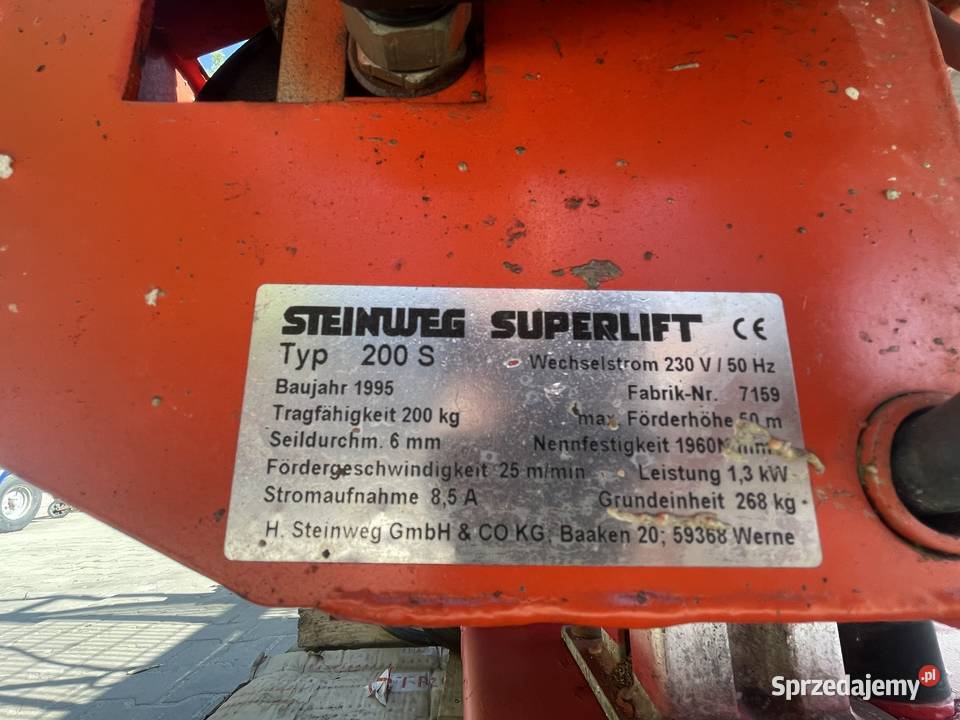 STEINWEG SUPERLIFT CE
Typ 200 S Wechselstrom 230 V / 50 Hz
Baujahr 1995 Fabrik-Nr. 7159
Tragfähigkeit 200 kg max. Förderhöhe 50 m
Seildurchm. 6 mm Nennfestigkeit
Fördergeschwindigkeit 25 m/min Leistung 1,3 kW
Stromaufnahme 8,5 A Grundeinheit 268 kg
H. Steinweg GmbH & CO KG, Baaken 20; 59368 Werne
Sprzedajemy.pl